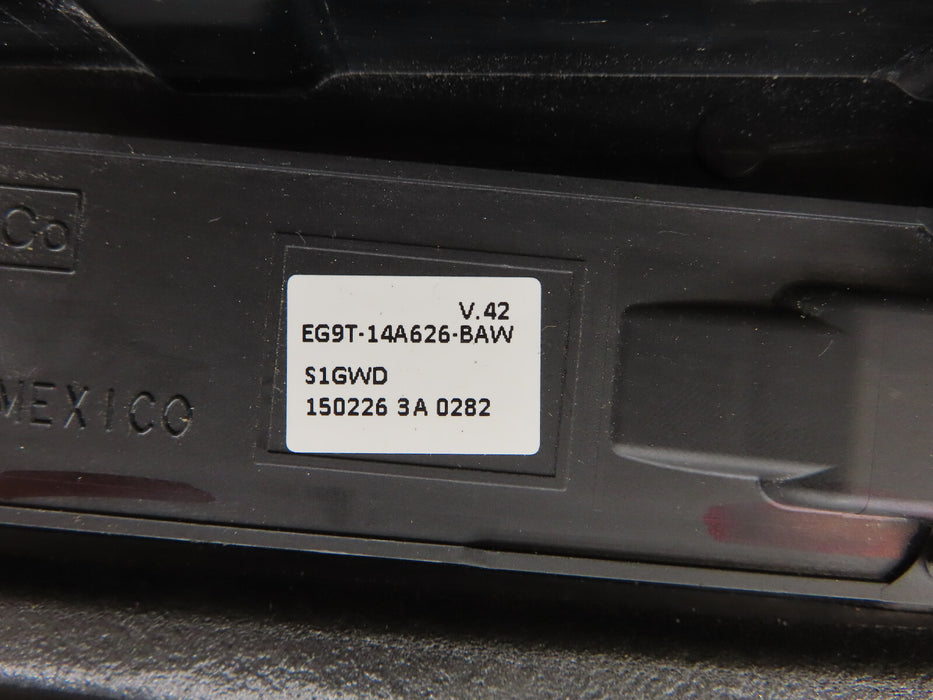 Co
V.42
EG9T-14A626-BAW
S1GWD
150226 3A 0282
MEXICO